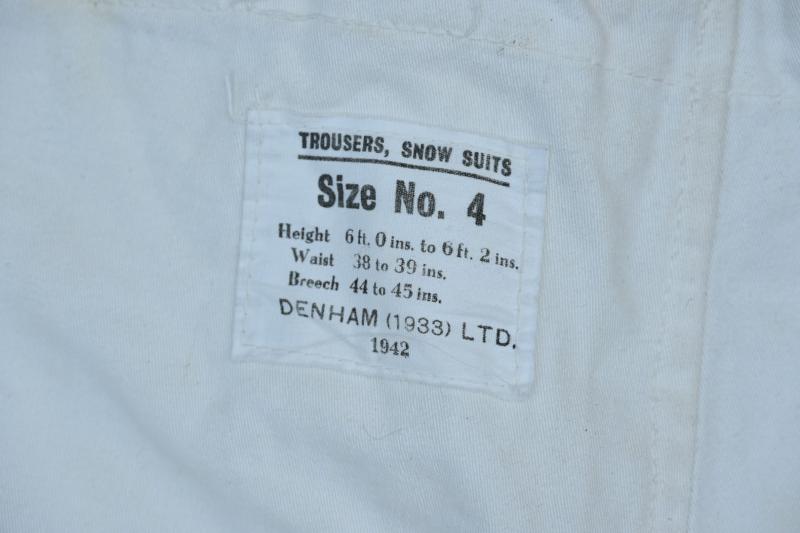 TROUSERS, SNOW SUITS
Size No. 4
Height 6 ft. 0 ins. to 6 ft. 2 ins.
Waist 38 to 39 ins.
Breech 44 to 45 ins.
DENHAM (1933) LTD.
1942